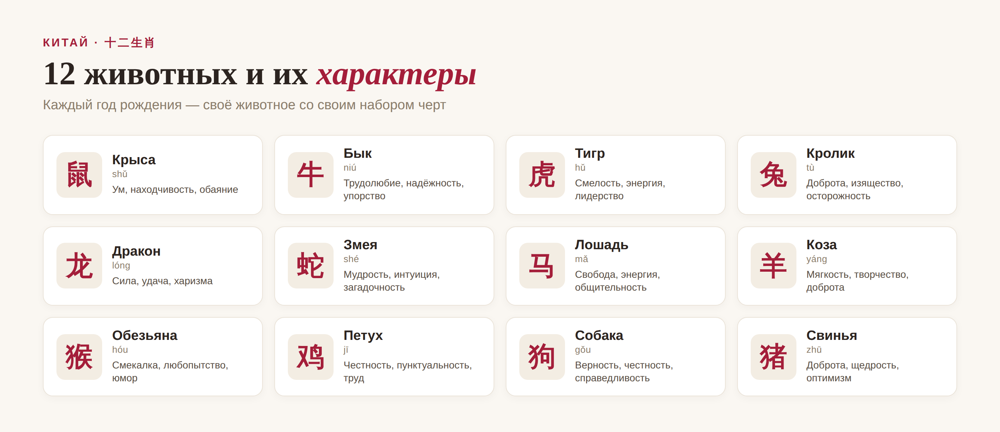 КИТАЙ · 十二生肖
12 животных и их характеры
Каждый год рождения — своё животное со своим набором черт
鼠
Крыса
shǔ
Ум, находчивость, обаяние
牛
Бык
niú
Трудолюбие, надёжность,
упорство
虎
Тигр
hǔ
Смелость, энергия,
лидерство
兔
Кролик
tù
Доброта, изящество,
осторожность
龙
Дракон
lóng
Сила, удача, харизма
蛇
Змея
shé
Мудрость, интуиция,
загадочность
马
Лошадь
mǎ
Свобода, энергия,
общительность
羊
Коза
yáng
Мягкость, творчество,
доброта
猴
Обезьяна
hóu
Смекалка, любопытство,
юмор
鸡
Петух
jī
Честность, пунктуальность,
труд
狗
Собака
gǒu
Верность, честность,
справедливость
猪
Свинья
zhū
Доброта, щедрость,
оптимизм